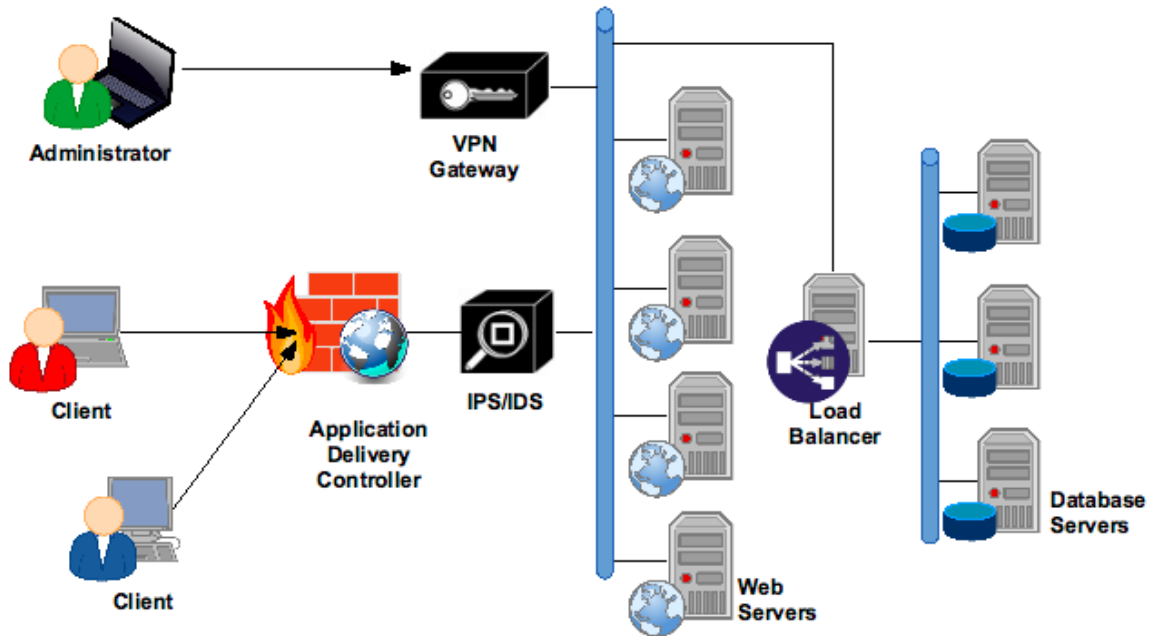 Administrator
VPN
Gateway
Client
Application
Delivery
Controller
IPS/IDS
Client
Load
Balancer
Web
Servers
Database
Servers